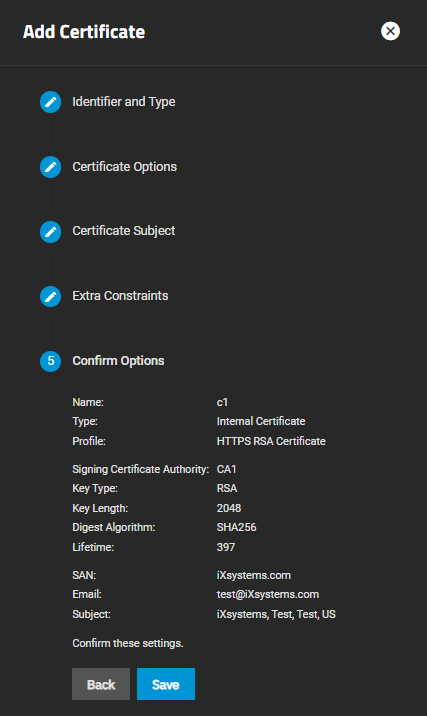 Add Certificate
Identifier and Type
Certificate Options
Certificate Subject
Extra Constraints
5 Confirm Options
Name: c1
Type: Internal Certificate
Profile: HTTPS RSA Certificate
Signing Certificate Authority: CA1
Key Type: RSA
Key Length: 2048
Digest Algorithm: SHA256
Lifetime: 397
SAN: iXsystems.com
Email: test@iXsystems.com
Subject: iXsystems, Test, Test, US
Confirm these settings.
Back Save